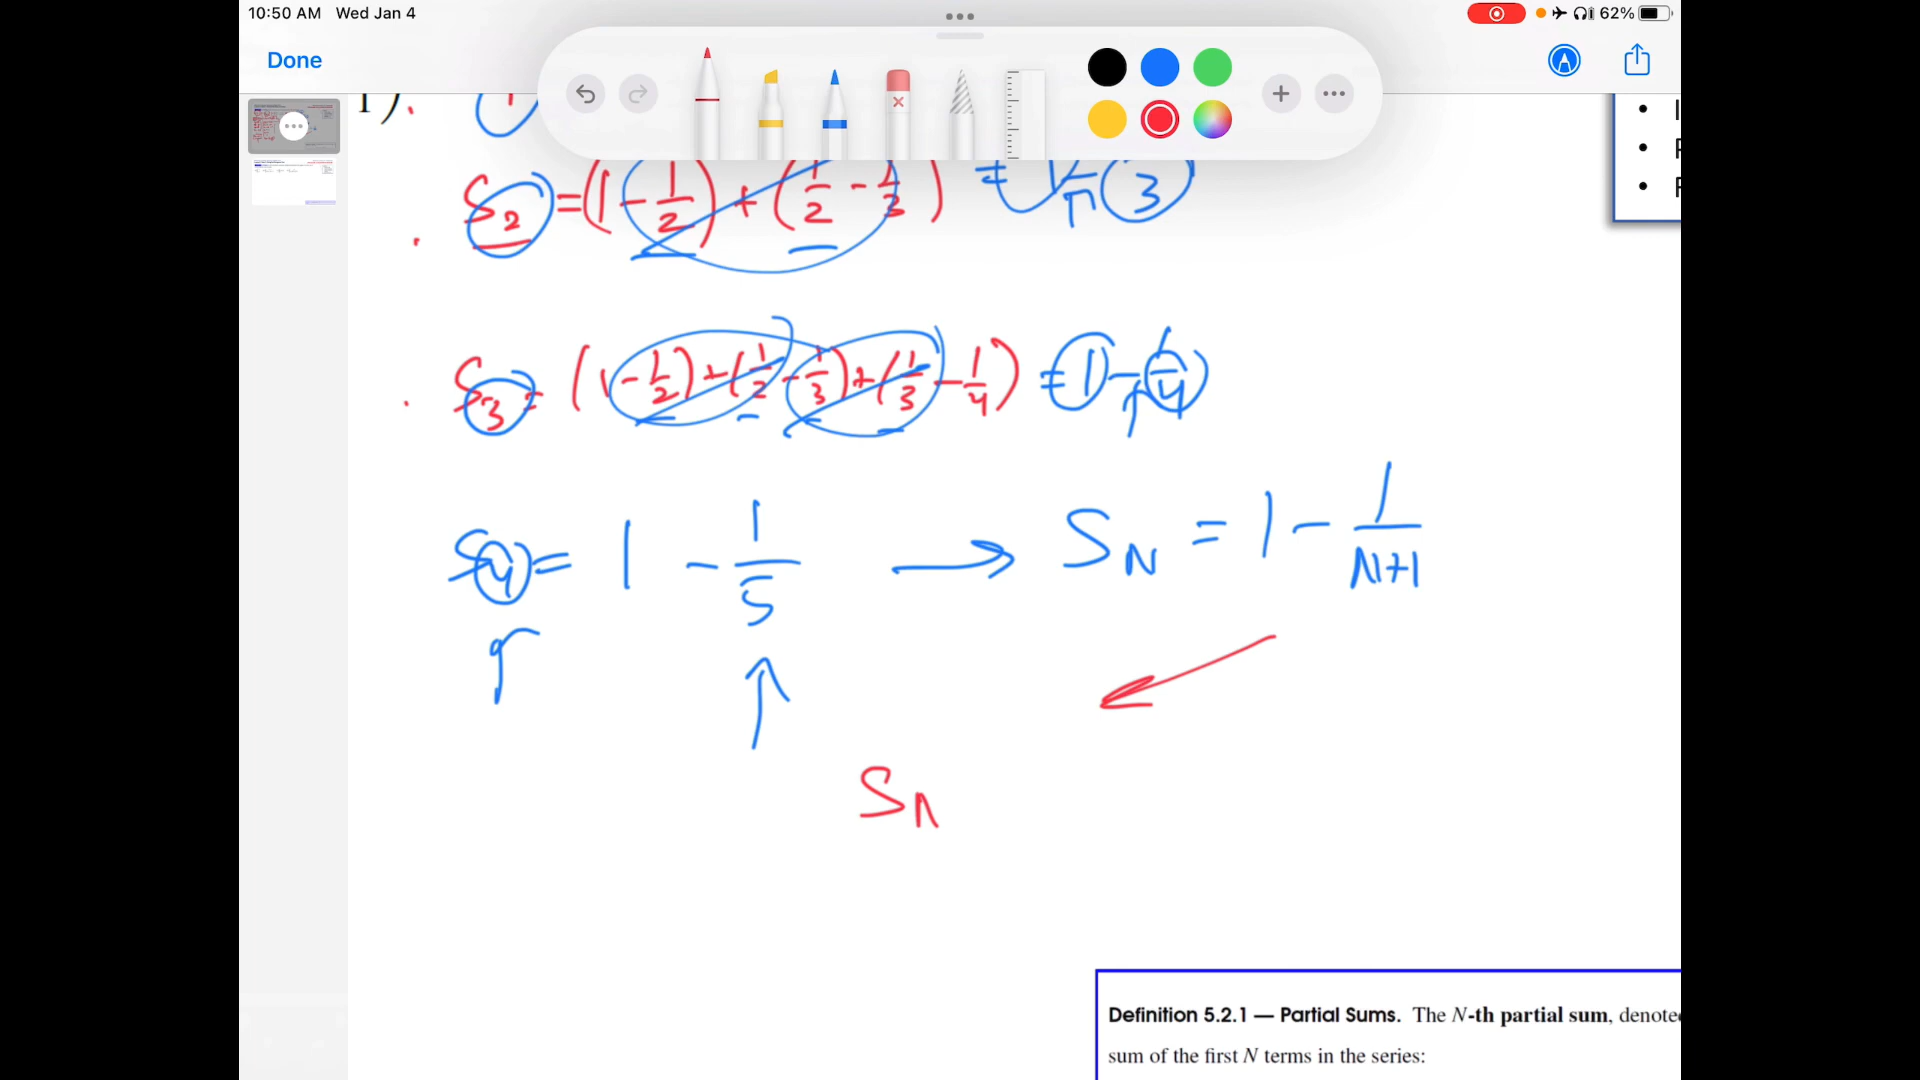 10:50 AM Wed Jan 4
62%
Done
1).
S2 = (1 - 1/2) + (1/2 - 1/3) = 1 - 1/(3)
S3 = (1 - 1/2) + (1/2 - 1/3) + (1/3 - 1/4) = 1 - 1/4
S4 = 1 - 1/5 → SN = 1 - 1/N+1
SN
Definition 5.2.1 — Partial Sums. The N-th partial sum,
sum of the first N terms in the series: